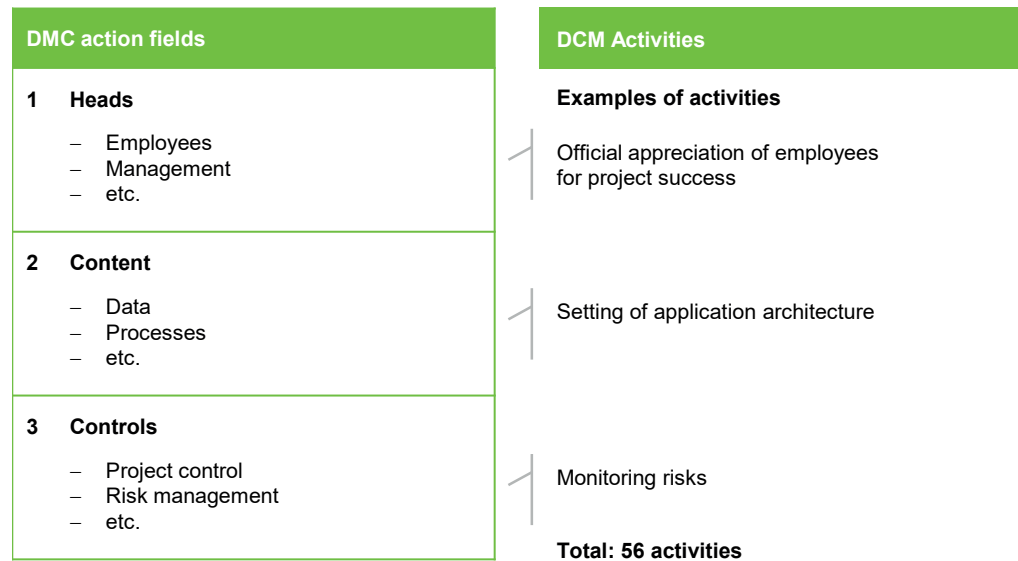 DMC action fields
1 Heads
– Employees
– Management
– etc.
2 Content
– Data
– Processes
– etc.
3 Controls
– Project control
– Risk management
– etc.
DCM Activities
Examples of activities
Official appreciation of employees
for project success
Setting of application architecture
Monitoring risks
Total: 56 activities